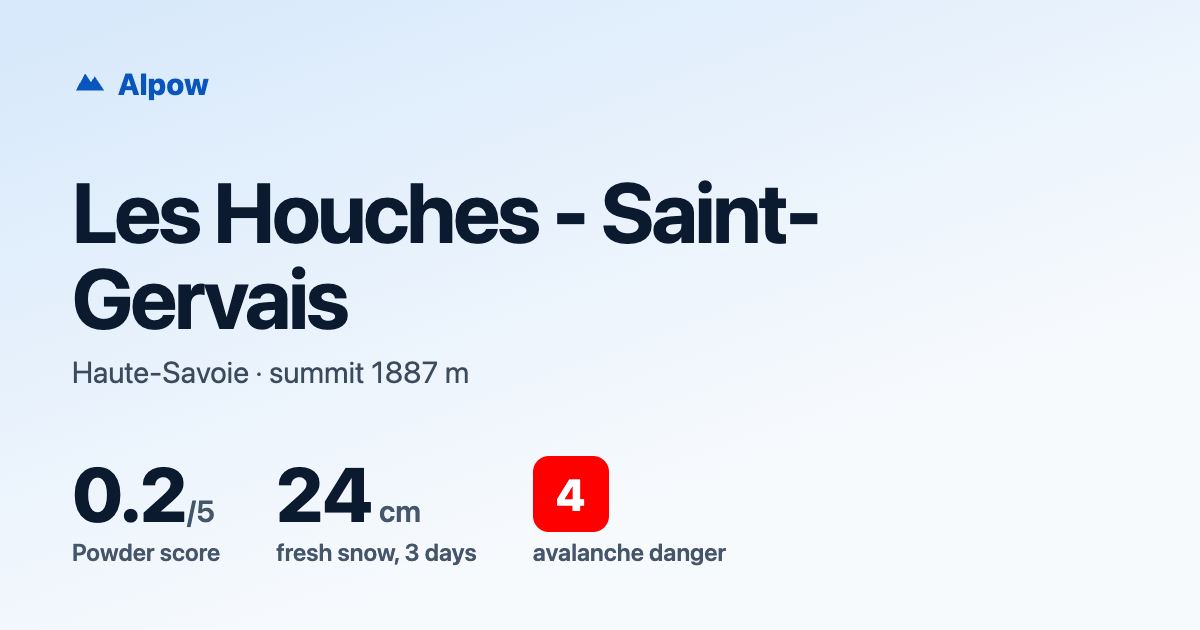 Alpow
Les Houches - Saint-
Gervais
Haute-Savoie · summit 1887 m
0.2/5 24 cm 4
Powder score fresh snow, 3 days avalanche danger